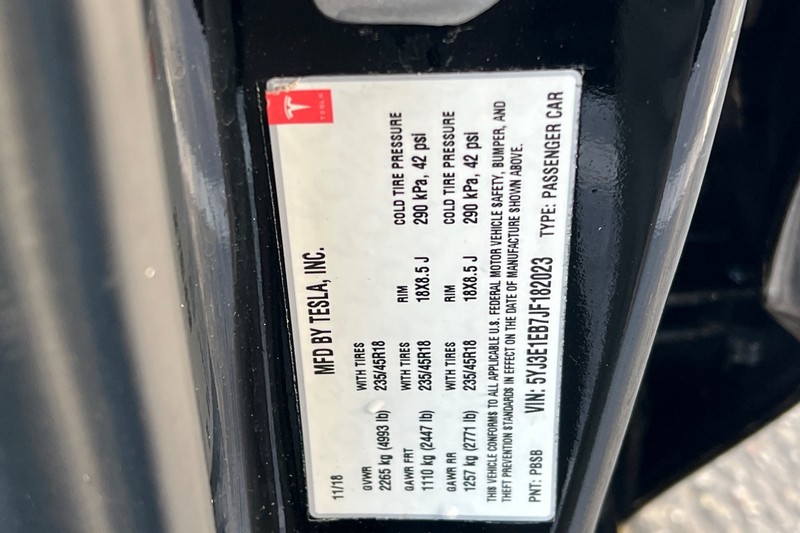 TESLA
11/18 MFD BY TESLA, INC.
GVWR WITH TIRES
2265 kg (4993 lb) 235/45R18
GAWR FRT WITH TIRES RIM COLD TIRE PRESSURE
1110 kg (2447 lb) 235/45R18 18X8.5 J 290 kPa, 42 psi
GAWR RR WITH TIRES RIM COLD TIRE PRESSURE
1257 kg (2771 lb) 235/45R18 18X8.5 J 290 kPa, 42 psi
THIS VEHICLE CONFORMS TO ALL APPLICABLE U.S. FEDERAL MOTOR VEHICLE SAFETY, BUMPER, AND
THEFT PREVENTION STANDARDS IN EFFECT ON THE DATE OF MANUFACTURE SHOWN ABOVE.
PNT: PBSB VIN: 5YJ3E1EB7JF182023 TYPE: PASSENGER CAR